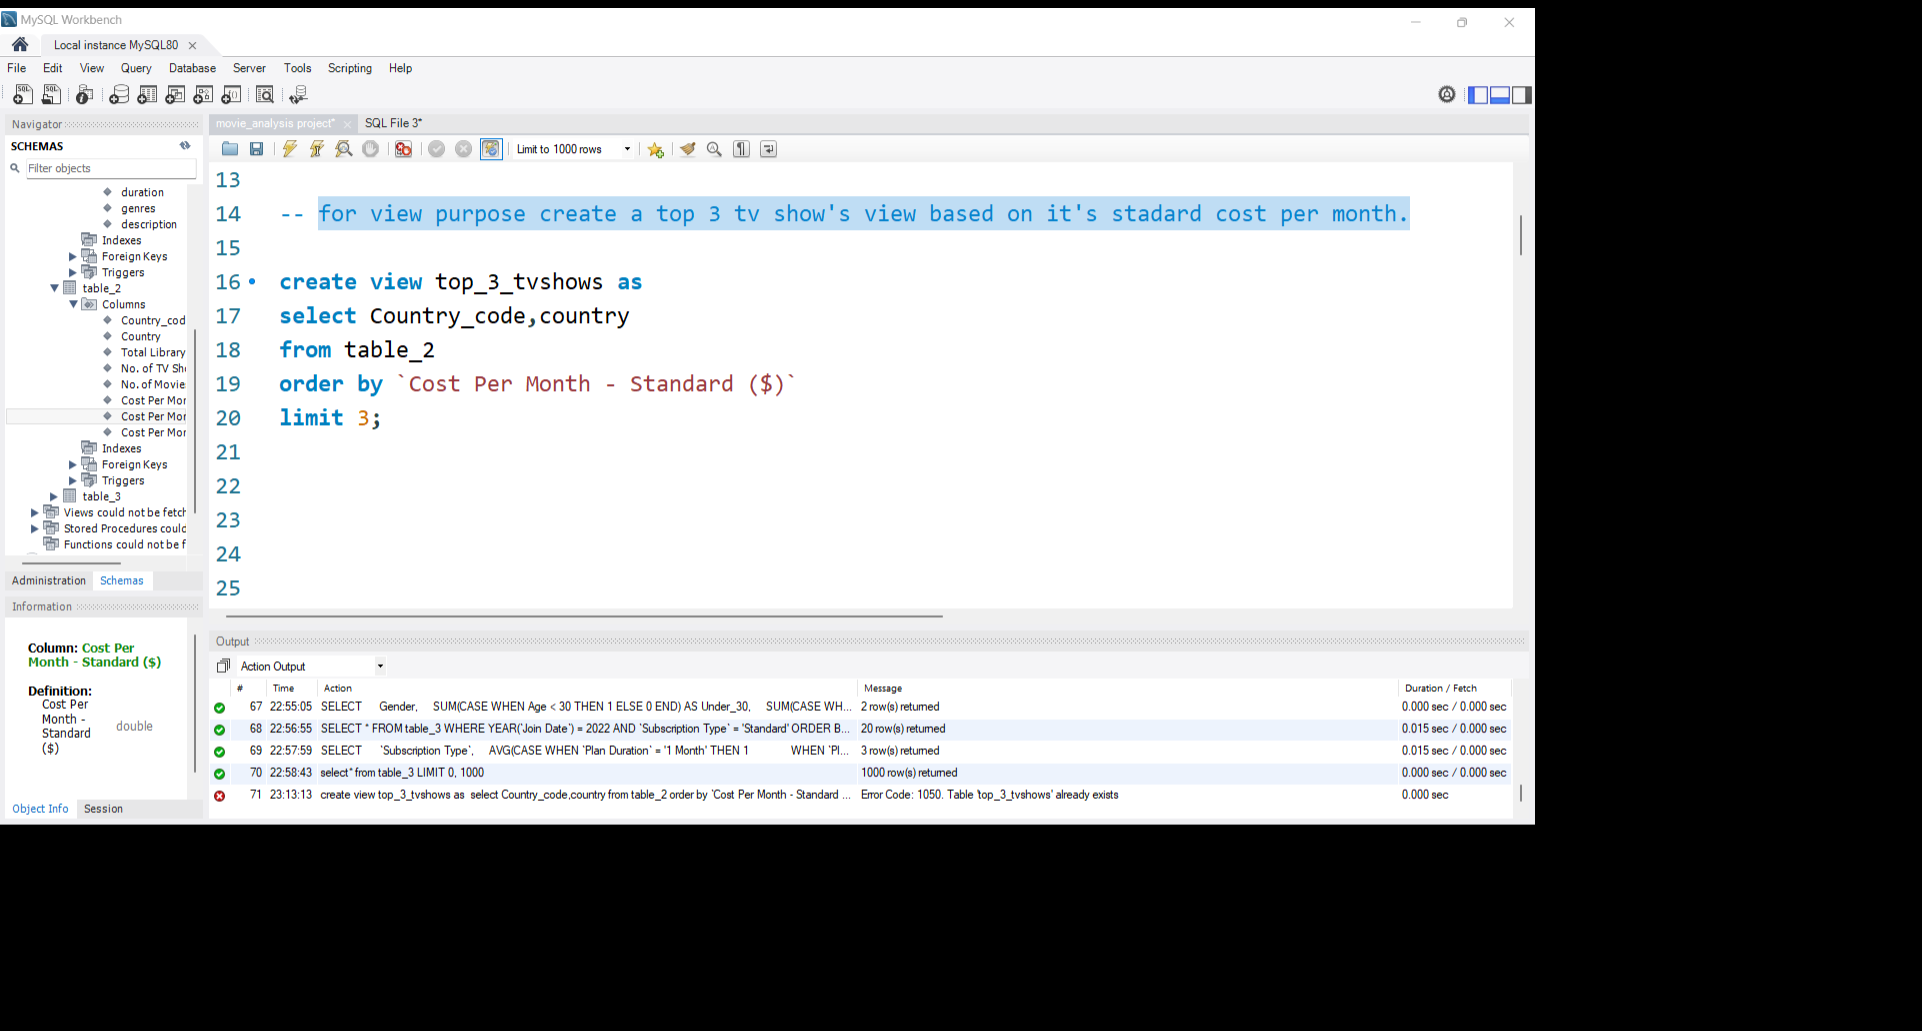 MySQL Workbench
Local instance MySQL80
File Edit View Query Database Server Tools Scripting Help
Navigator
SCHEMAS
Filter objects
duration
genres
description
Indexes
Foreign Keys
Triggers
table_2
Columns
Country_cod
Country
Total Library
No. of TV Sh
No. of Movie
Cost Per Mor
Cost Per Mor
Cost Per Mor
Indexes
Foreign Keys
Triggers
table_3
Views could not be fetch
Stored Procedures could
Functions could not be f
Administration Schemas
Information
Column: Cost Per
Month - Standard ($)
Definition:
Cost Per
Month -
Standard
($)
double
Object Info Session
movie_analysis project* SQL File 3*
Limit to 1000 rows
13
14 -- for view purpose create a top 3 tv show's view based on it's stadard cost per month.
15
16 create view top_3_tvshows as
17 select Country_code,country
18 from table_2
19 order by `Cost Per Month - Standard ($)`
20 limit 3;
21
22
23
24
25
Output
Action Output
# Time Action Message Duration / Fetch
67 22:55:05 SELECT Gender, SUM(CASE WHEN Age < 30 THEN 1 ELSE 0 END) AS Under_30, SUM(CASE WH... 2 row(s) returned 0.000 sec / 0.000 sec
68 22:56:55 SELECT * FROM table_3 WHERE YEAR(`Join Date`) = 2022 AND `Subscription Type` = 'Standard' ORDER B... 20 row(s) returned 0.015 sec / 0.000 sec
69 22:57:59 SELECT `Subscription Type`, AVG(CASE WHEN `Plan Duration` = '1 Month' THEN 1 WHEN `Pl... 3 row(s) returned 0.015 sec / 0.000 sec
70 22:58:43 select* from table_3 LIMIT 0, 1000 1000 row(s) returned 0.000 sec / 0.000 sec
71 23:13:13 create view top_3_tvshows as select Country_code,country from table_2 order by `Cost Per Month - Standard ... Error Code: 1050. Table 'top_3_tvshows' already exists 0.000 sec